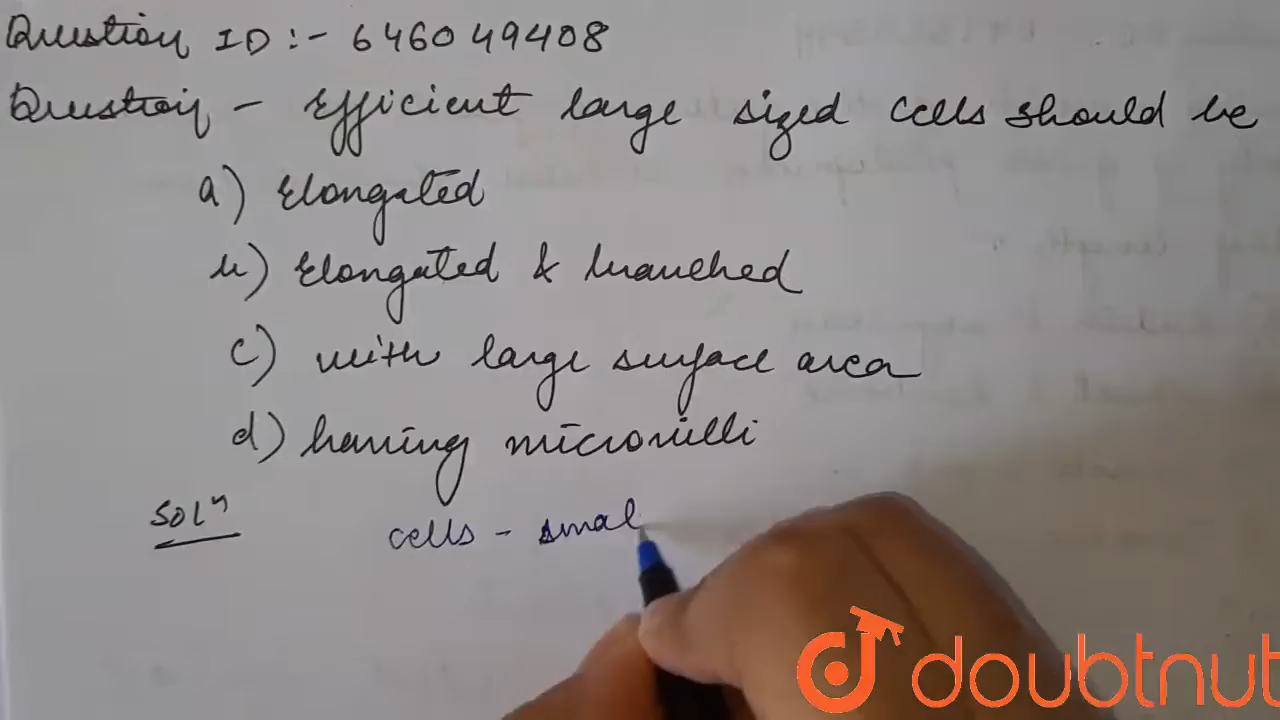 Question ID :- 646049408
Question - Efficient large sized cells should be
a) Elongated
b) Elongated & branched
c) with large surface area
d) having microvilli
Solⁿ
cells - smal
doubtnut